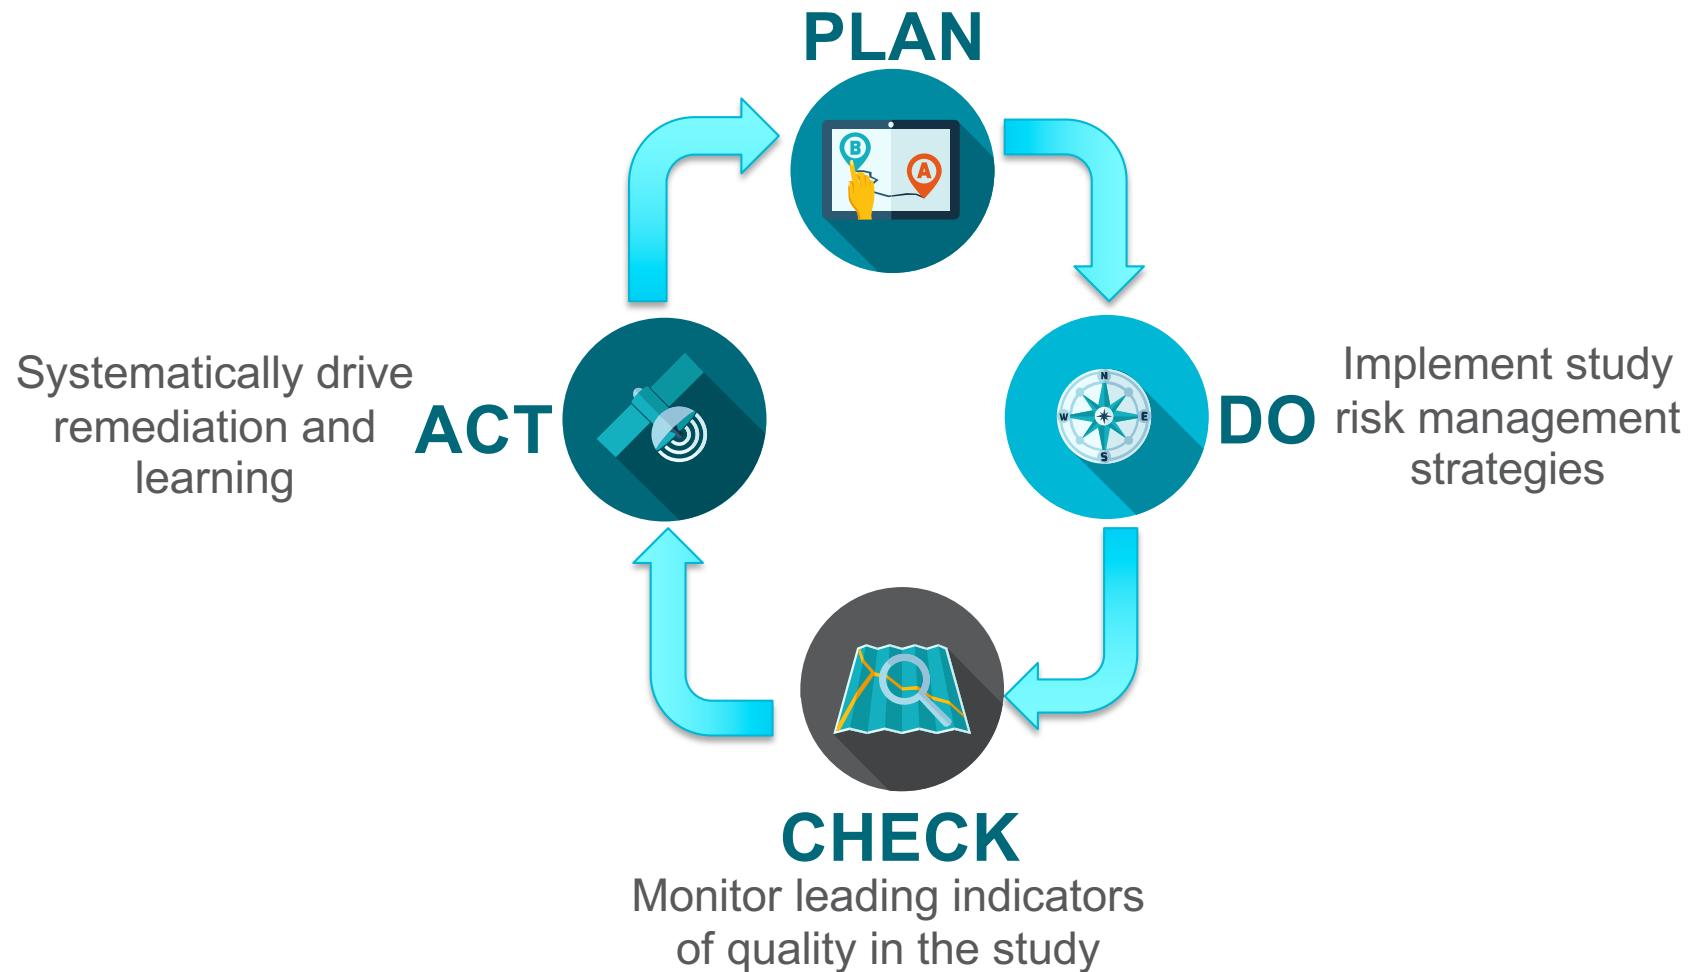 PLAN
B
A
Systematically drive
remediation and
learning
ACT
N
W
E
S
DO
Implement study
risk management
strategies
CHECK
Monitor leading indicators
of quality in the study